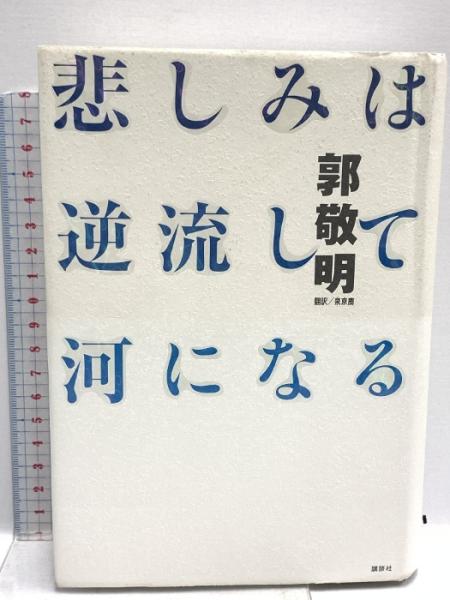 悲しみは
逆流して
河になる
郭敬明
翻訳／泉京鹿
講談社